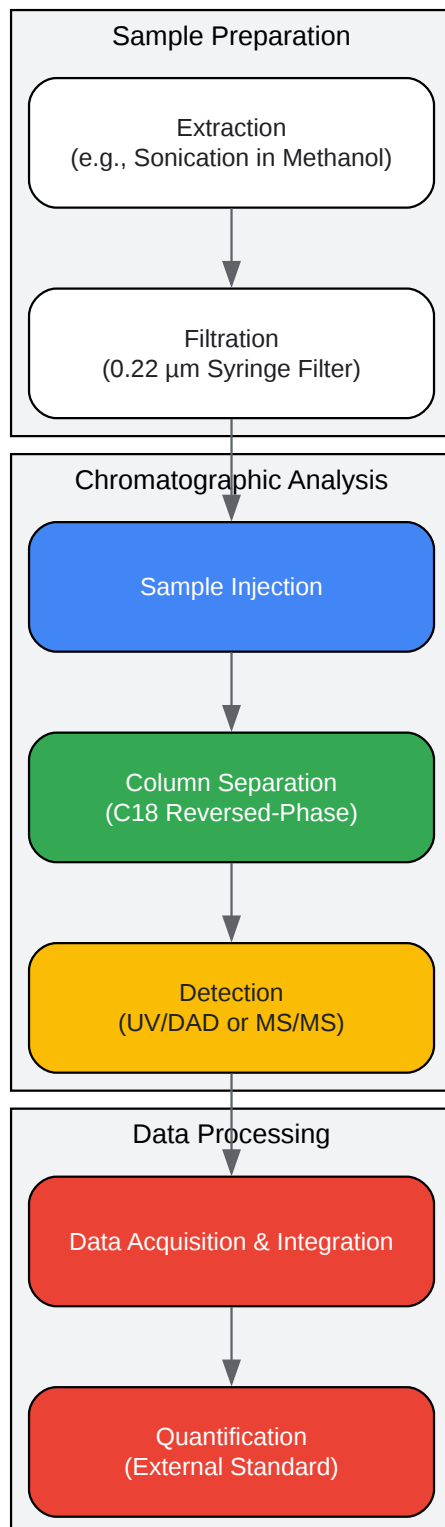 Sample Preparation
Extraction
(e.g., Sonication in Methanol)
Filtration
(0.22 µm Syringe Filter)
Chromatographic Analysis
Sample Injection
Column Separation
(C18 Reversed-Phase)
Detection
(UV/DAD or MS/MS)
Data Processing
Data Acquisition & Integration
Quantification
(External Standard)